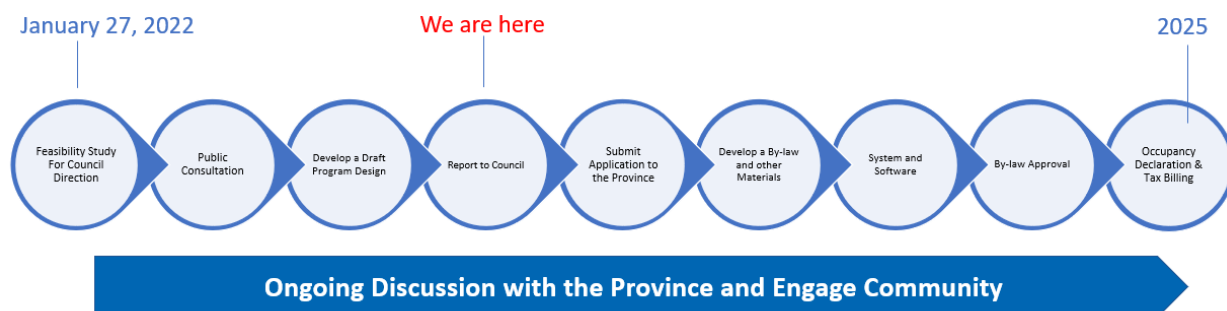 January 27, 2022
We are here
2025
Feasibility Study
For Council
Direction
Public
Consultation
Develop a Draft
Program Design
Report to Council
Submit
Application to
the Province
Develop a By-law
and other
Materials
System and
Software
By-law Approval
Occupancy
Declaration &
Tax Billing
Ongoing Discussion with the Province and Engage Community